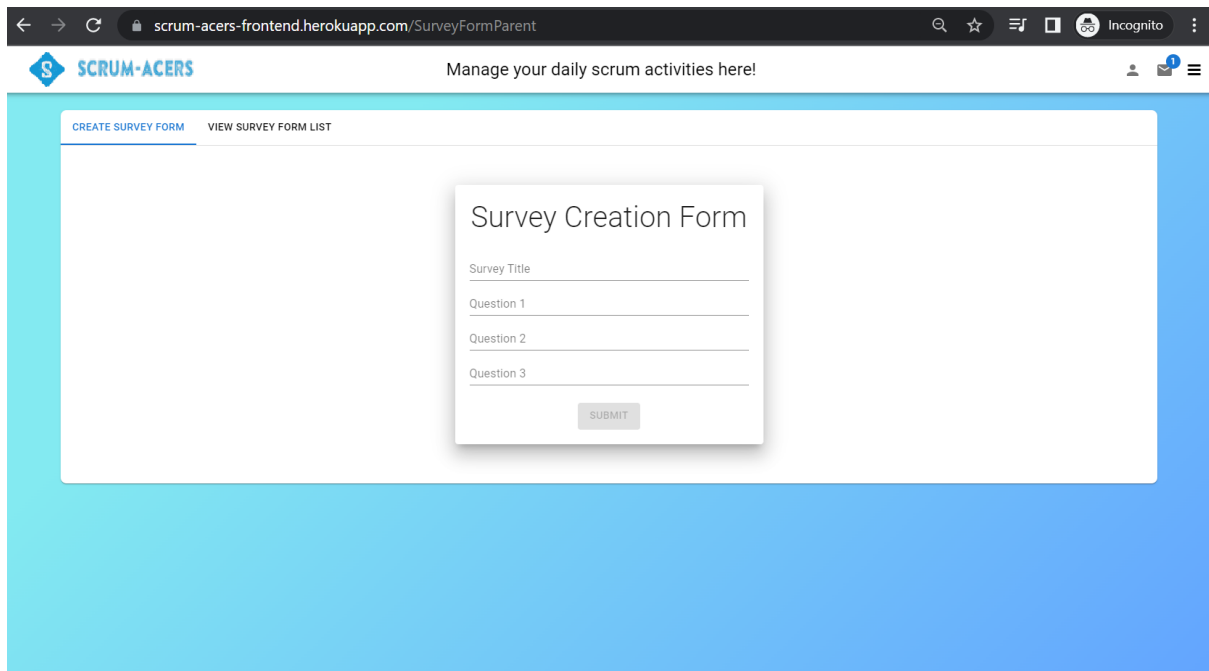 scrum-acers-frontend.herokuapp.com/SurveyFormParent
Incognito
S SCRUM-ACERS
Manage your daily scrum activities here!
1
CREATE SURVEY FORM
VIEW SURVEY FORM LIST
Survey Creation Form
Survey Title
Question 1
Question 2
Question 3
SUBMIT